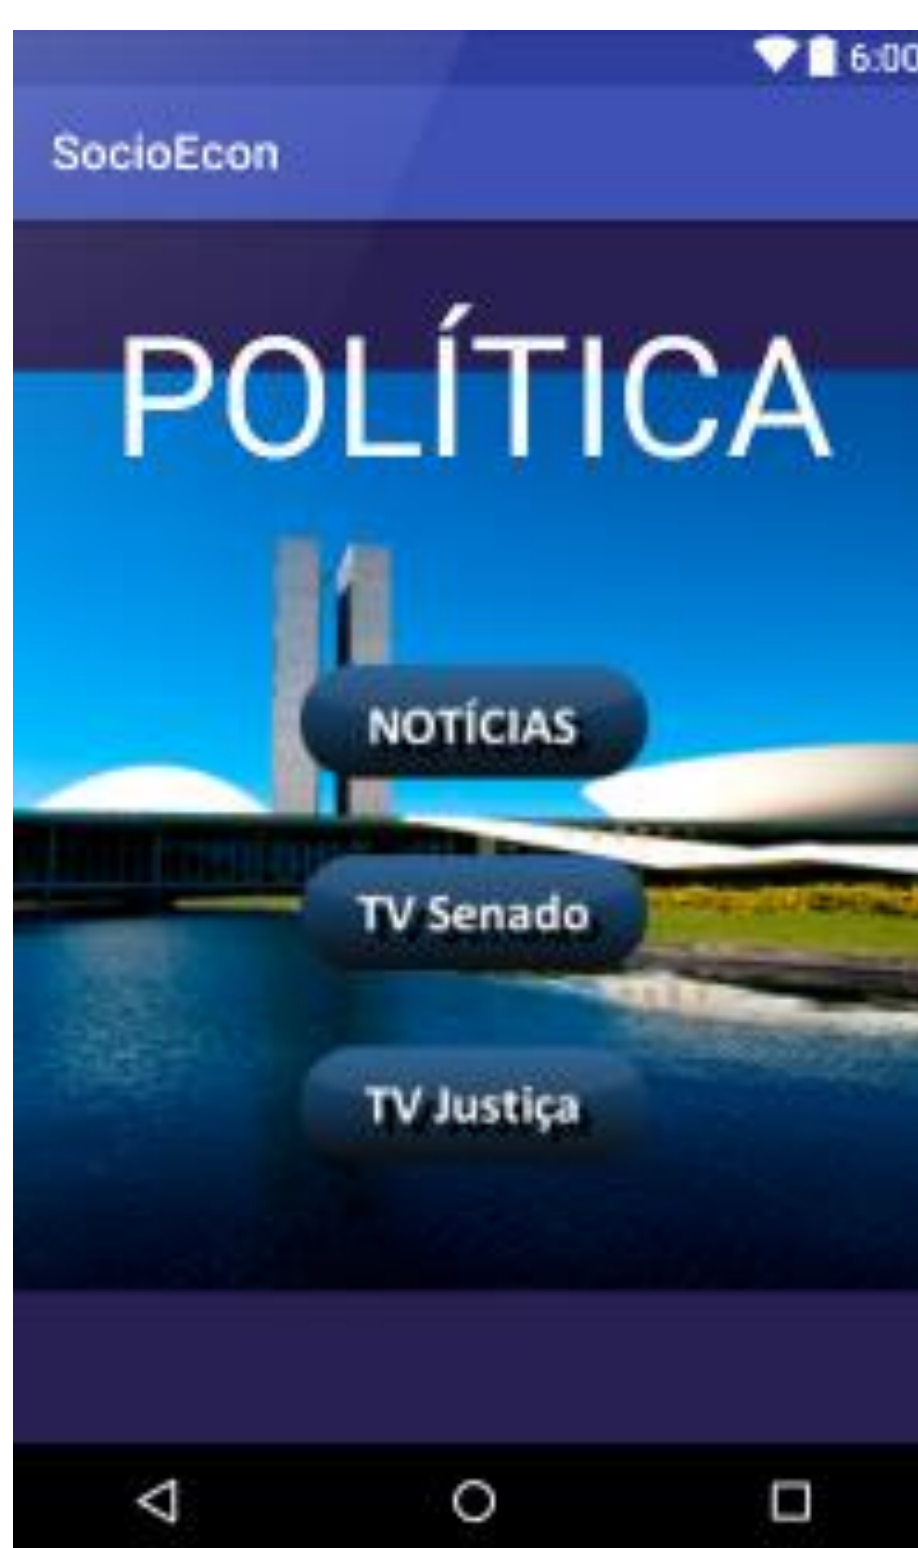 6:00
SocioEcon
POLÍTICA
NOTÍCIAS
TV Senado
TV Justiça